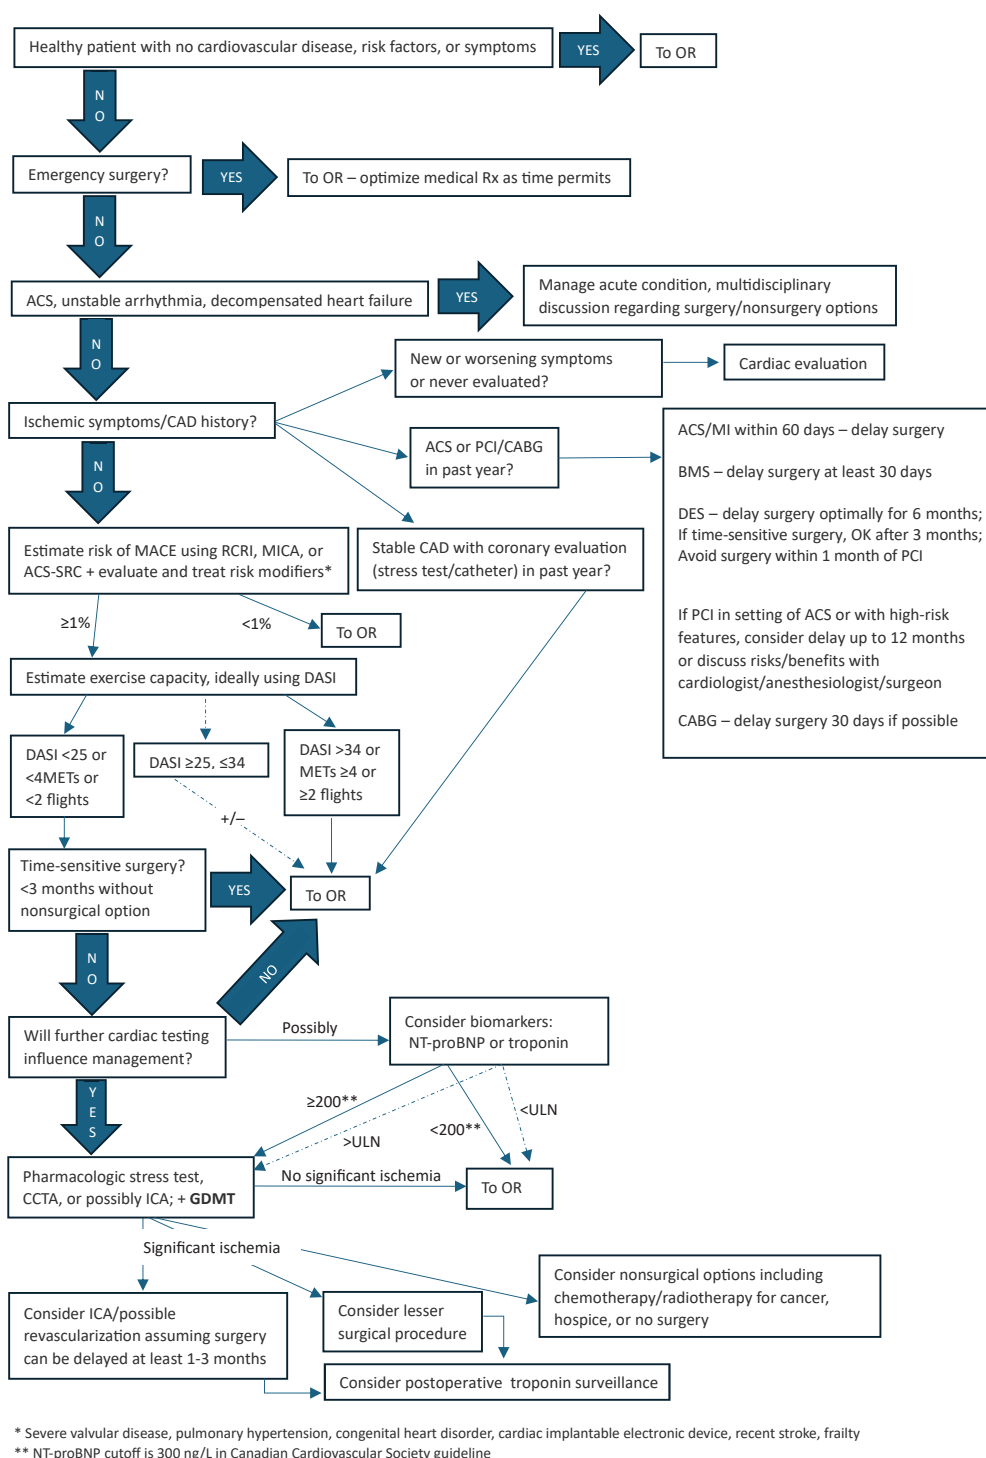 Healthy patient with no cardiovascular disease, risk factors, or symptoms
YES
To OR
N
O
Emergency surgery?
YES
To OR – optimize medical Rx as time permits
N
O
ACS, unstable arrhythmia, decompensated heart failure
YES
Manage acute condition, multidisciplinary
discussion regarding surgery/nonsurgery options
N
O
New or worsening symptoms
or never evaluated?
Cardiac evaluation
Ischemic symptoms/CAD history?
ACS or PCI/CABG
in past year?
ACS/MI within 60 days – delay surgery
BMS – delay surgery at least 30 days
DES – delay surgery optimally for 6 months;
If time-sensitive surgery, OK after 3 months;
Avoid surgery within 1 month of PCI
If PCI in setting of ACS or with high-risk
features, consider delay up to 12 months
or discuss risks/benefits with
cardiologist/anesthesiologist/surgeon
CABG – delay surgery 30 days if possible
N
O
Stable CAD with coronary evaluation
(stress test/catheter) in past year?
Estimate risk of MACE using RCRI, MICA, or
ACS-SRC + evaluate and treat risk modifiers*
≥1%
<1%
To OR
Estimate exercise capacity, ideally using DASI
DASI <25 or
<4METs or
<2 flights
DASI ≥25, ≤34
DASI >34 or
METs ≥4 or
≥2 flights
+/–
Time-sensitive surgery?
<3 months without
nonsurgical option
YES
To OR
N
O
NO
Will further cardiac testing
influence management?
Possibly
Consider biomarkers:
NT-proBNP or troponin
Y
E
S
≥200**
>ULN
<200**
<ULN
Pharmacologic stress test,
CCTA, or possibly ICA; + GDMT
No significant ischemia
To OR
Significant ischemia
Consider ICA/possible
revascularization assuming surgery
can be delayed at least 1-3 months
Consider lesser
surgical procedure
Consider nonsurgical options including
chemotherapy/radiotherapy for cancer,
hospice, or no surgery
Consider postoperative troponin surveillance
* Severe valvular disease, pulmonary hypertension, congenital heart disorder, cardiac implantable electronic device, recent stroke, frailty
** NT-proBNP cutoff is 300 ng/L in Canadian Cardiovascular Society guideline